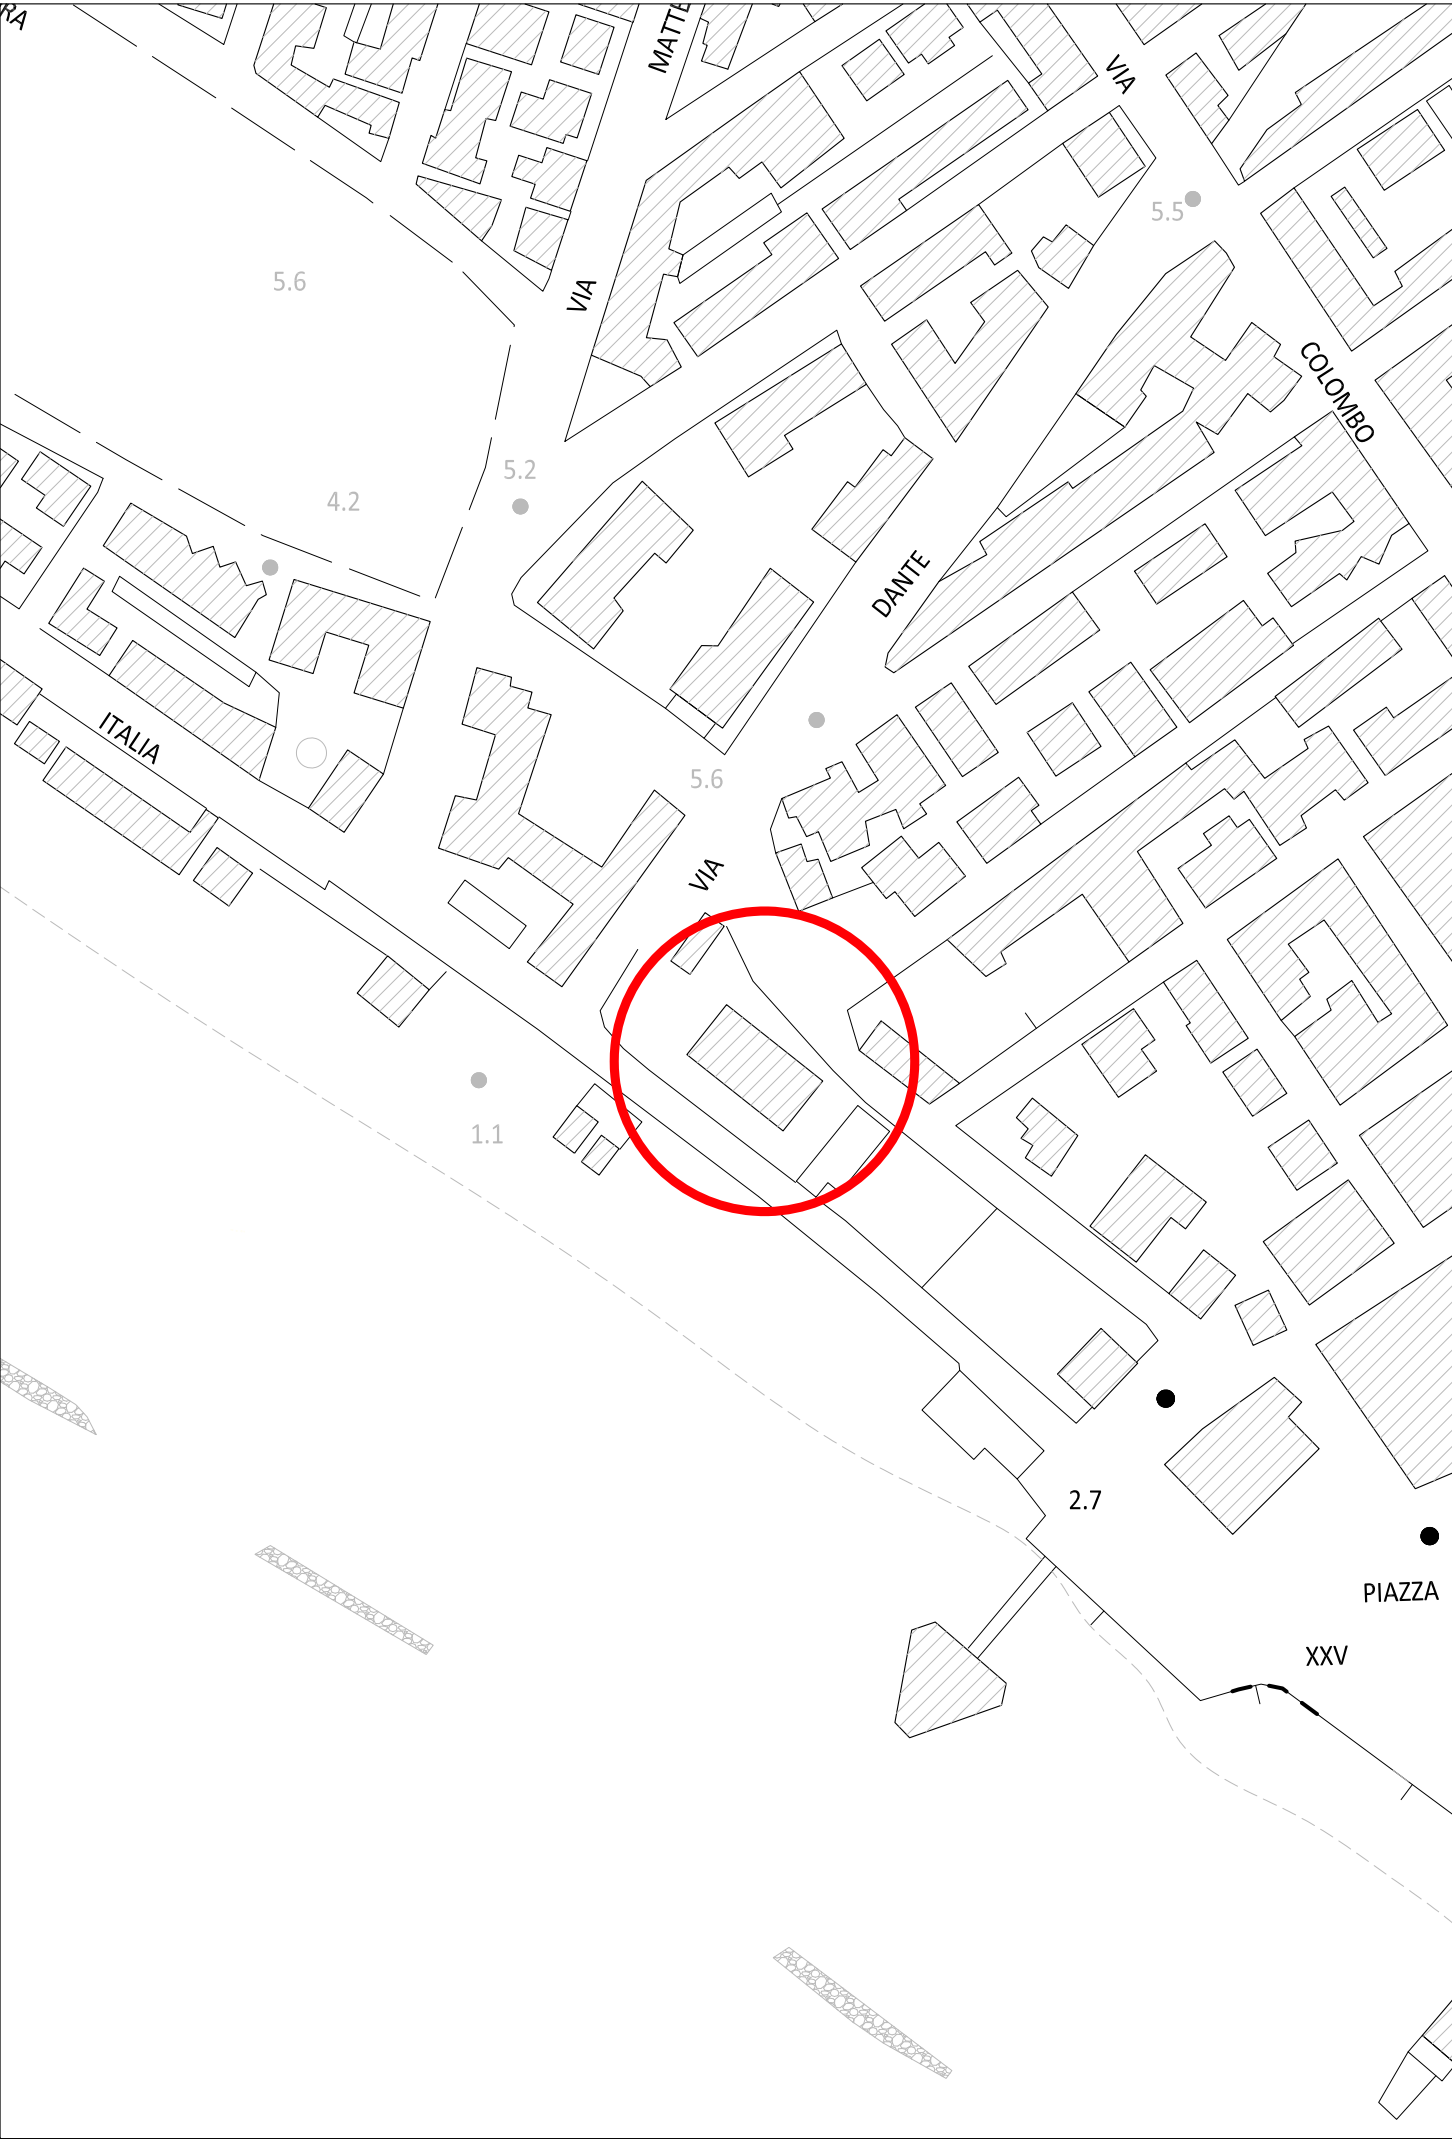 RA
MATTE
VIA
5.5
5.6
VIA
COLOMBO
5.2
4.2
DANTE
ITALIA
5.6
VIA
1.1
2.7
PIAZZA
XXV